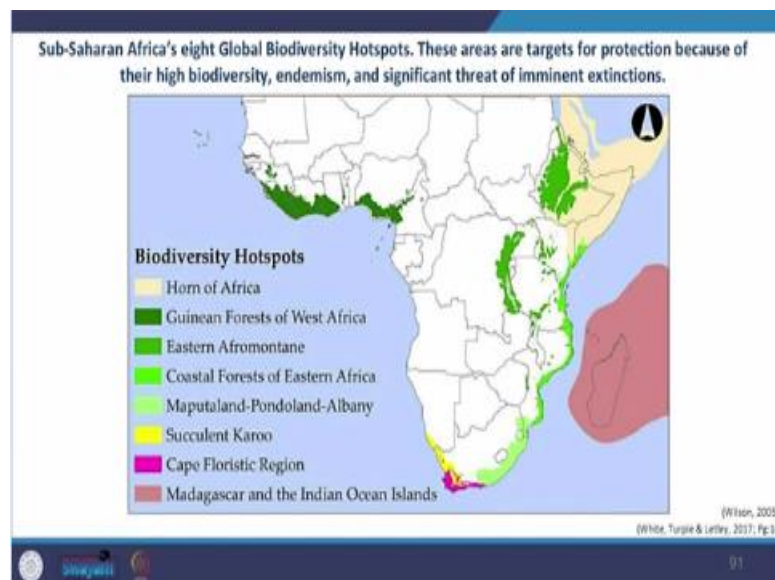 Sub-Saharan Africa's eight Global Biodiversity Hotspots. These areas are targets for protection because of
their high biodiversity, endemism, and significant threat of imminent extinctions.
Biodiversity Hotspots
Horn of Africa
Guinean Forests of West Africa
Eastern Afromontane
Coastal Forests of Eastern Africa
Maputaland-Pondoland-Albany
Succulent Karoo
Cape Floristic Region
Madagascar and the Indian Ocean Islands
(Wilson, 2005
(White, Turpie & Letley, 2017; Pg:1
swayam
91